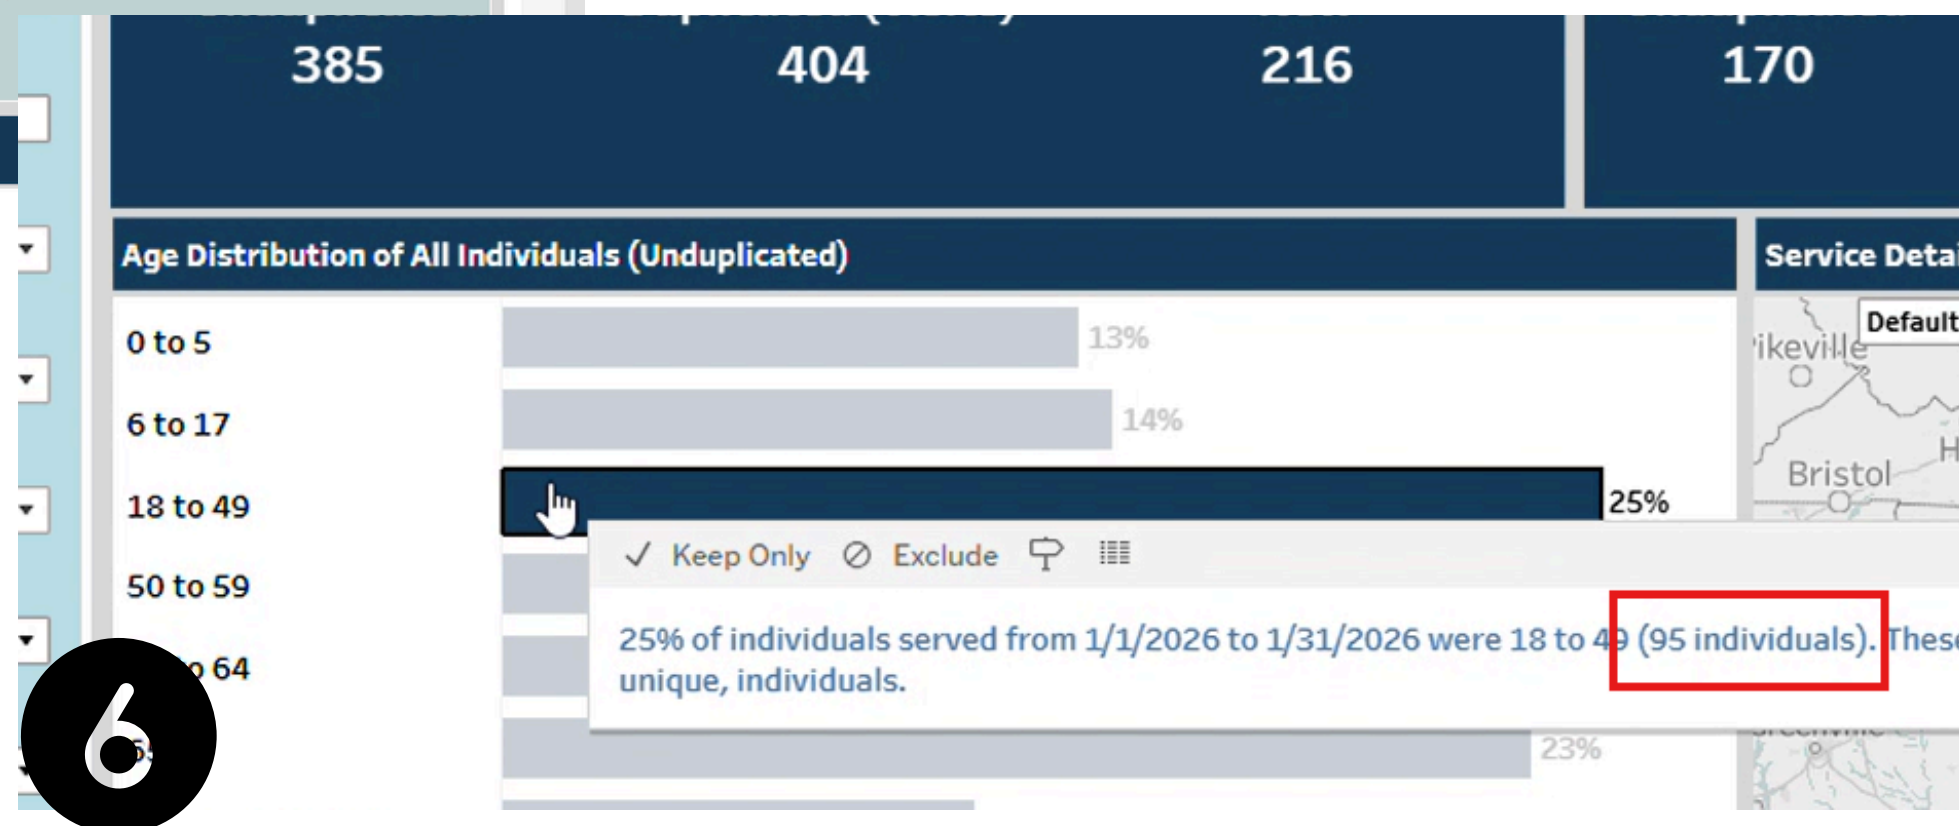 385 404 216 170
Age Distribution of All Individuals (Unduplicated)
Service Detai
0 to 5
13%
Default
ikeville
6 to 17
14%
H
18 to 49
25%
Bristol
Keep Only Exclude
50 to 59
25% of individuals served from 1/1/2026 to 1/31/2026 were 18 to 49 (95 individuals). These
unique, individuals.
o 64
6
23%